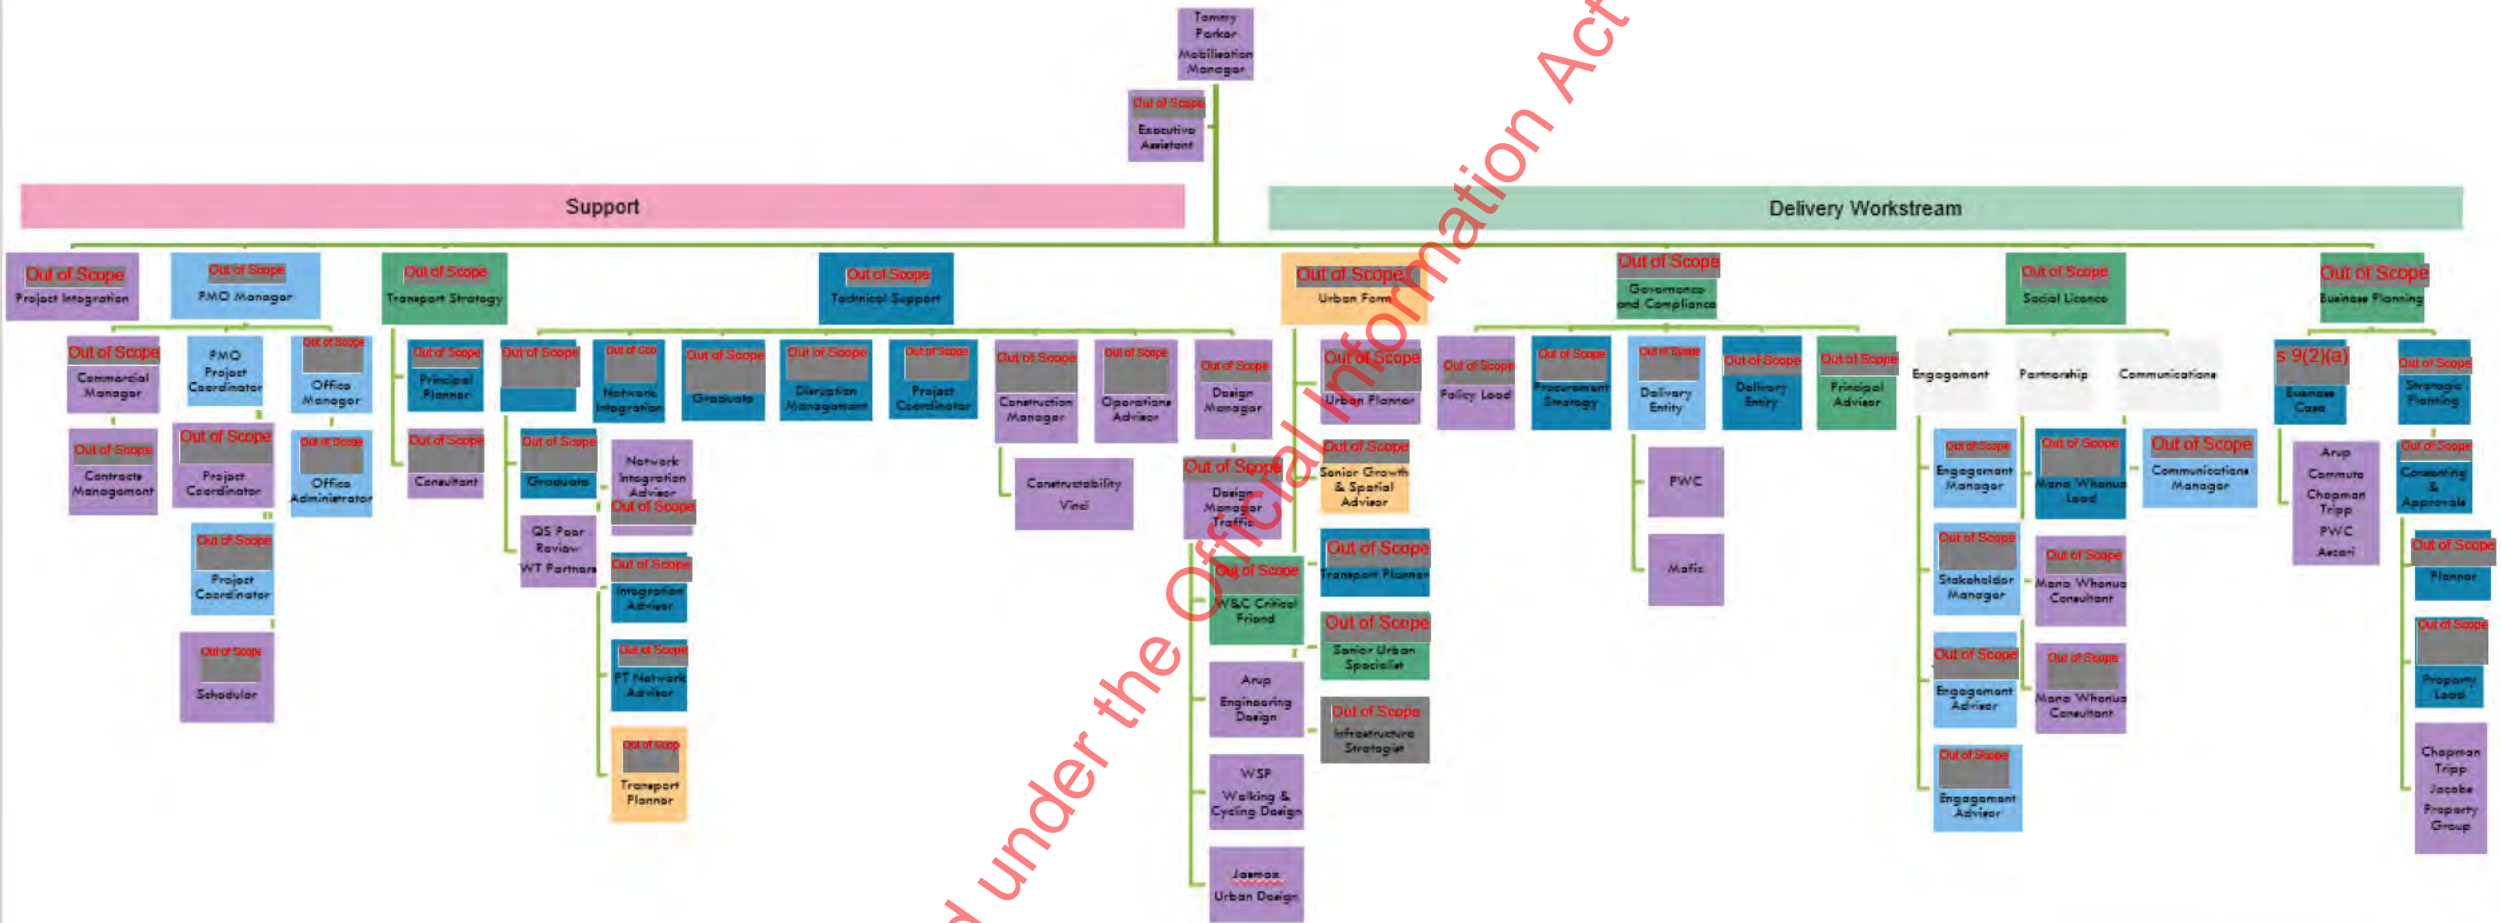 Tommy
Parker
Mobilisation
Manager
Out of Scope
Executive
Assistant
Support
Delivery Workstream
Out of Scope
Project Integration
Out of Scope
PMO Manager
Out of Scope
Transport Strategy
Out of Scope
Technical Support
Out of Scope
Urban Form
Out of Scope
Governance
and Compliance
Out of Scope
Social Licence
Out of Scope
Business Planning
Out of Scope
Commercial
Manager
Out of Scope
Contracts
Management
PMO
Project
Coordinator
Out of Scope
Project
Coordinator
Out of Scope
Project
Coordinator
Out of Scope
Scheduler
Out of Scope
Office
Manager
Out of Scope
Office
Administrator
Out of Scope
Principal
Planner
Out of Scope
Consultant
Out of Scope
Out of Scope
Graduate
QS Peer
Review
WT Partners
Out of Sco
Network
Integration
Network
Integration
Advisor
Out of Scope
Out of Scope
Integration
Advisor
Out of Scope
PT Network
Advisor
Out of Scop
Transport
Planner
Out of Scope
Graduate
Out of Scope
Disruption
Management
Out of Scope
Project
Coordinator
Out of Scope
Construction
Manager
Constructability
Vinci
Out of Scope
Operations
Advisor
Out of Scope
Design
Manager
Out of Scope
Design
Manager
Traffic
Out of Scope
W&C Critical
Friend
Arup
Engineering
Design
WSP
Walking &
Cycling Design
Jasmax
Urban Design
Out of Scope
Urban Planner
Out of Scope
Senior Growth
& Spatial
Advisor
Out of Scope
Transport Planner
Out of Scope
Senior Urban
Specialist
Out of Scope
Infrastructure
Strategist
Out of Scope
Policy Lead
Out of Scope
Procurement
Strategy
Out of Scope
Delivery
Entity
PWC
Mafic
Out of Scope
Delivery
Entity
Out of Scope
Principal
Advisor
Engagement
Out of Scope
Engagement
Manager
Out of Scope
Stakeholder
Manager
Out of Scope
Engagement
Advisor
Out of Scope
Engagement
Advisor
Partnership
Out of Scope
Mana Whenua
Lead
Out of Scope
Mana Whenua
Consultant
Out of Scope
Mana Whenua
Consultant
Communications
Out of Scope
Communications
Manager
s 9(2)(a)
Business
Case
Arup
Commute
Chapman
Tripp
PWC
Ascari
Out of Scope
Strategic
Planning
Out of Scope
Consenting
&
Approvals
Out of Scope
Planner
Out of Scope
Property
Lead
Chapman
Tripp
Jacobs
Property
Group
under the Official Information Act